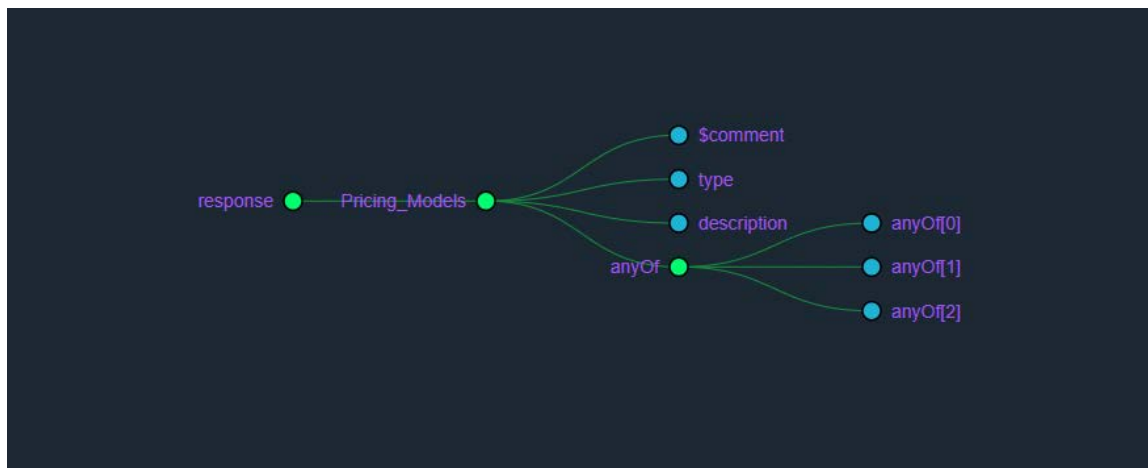 $comment
type
response
Pricing_Models
description
anyOf[0]
anyOf
anyOf[1]
anyOf[2]